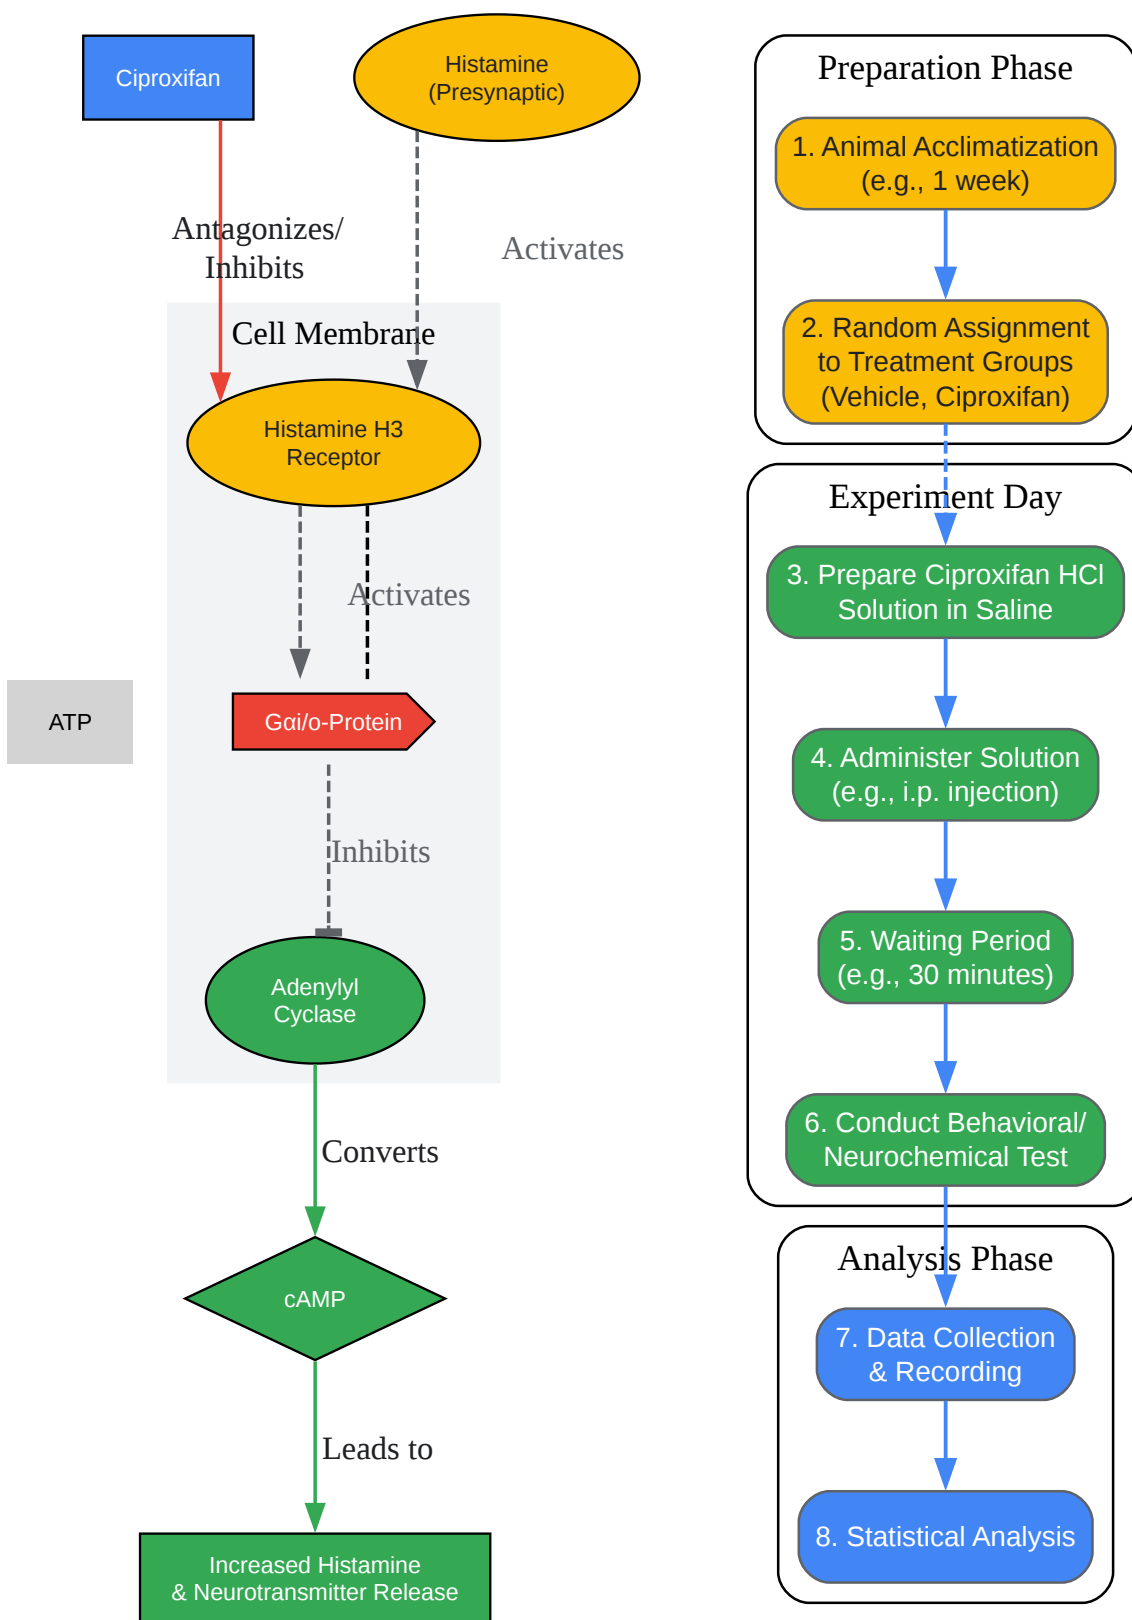 Ciproxifan
Histamine
(Presynaptic)
Antagonizes/
Inhibits
Activates
Cell Membrane
Histamine H3
Receptor
Activates
ATP
Gαi/o-Protein
Inhibits
Adenylyl
Cyclase
Converts
cAMP
Leads to
Increased Histamine
& Neurotransmitter Release
Preparation Phase
1. Animal Acclimatization
(e.g., 1 week)
2. Random Assignment
to Treatment Groups
(Vehicle, Ciproxifan)
Experiment Day
3. Prepare Ciproxifan HCl
Solution in Saline
4. Administer Solution
(e.g., i.p. injection)
5. Waiting Period
(e.g., 30 minutes)
6. Conduct Behavioral/
Neurochemical Test
Analysis Phase
7. Data Collection
& Recording
8. Statistical Analysis